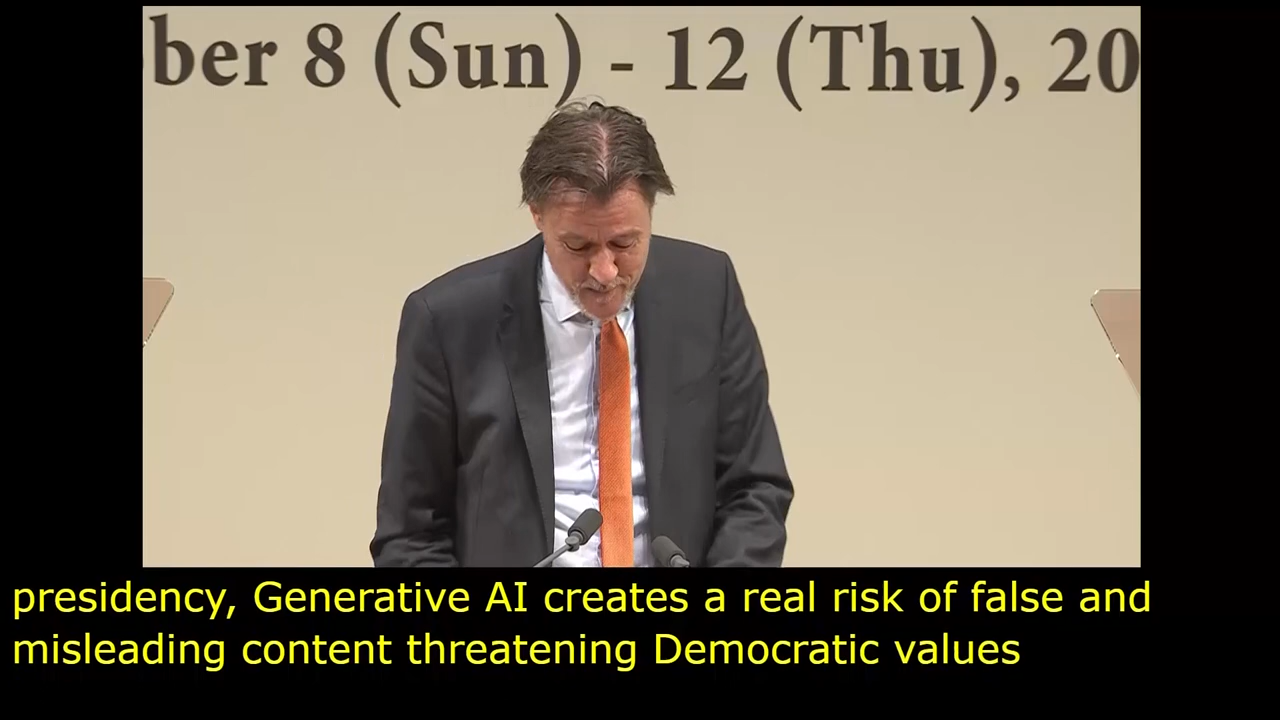 ber 8 (Sun) - 12 (Thu), 20
presidency, Generative AI creates a real risk of false and
misleading content threatening Democratic values